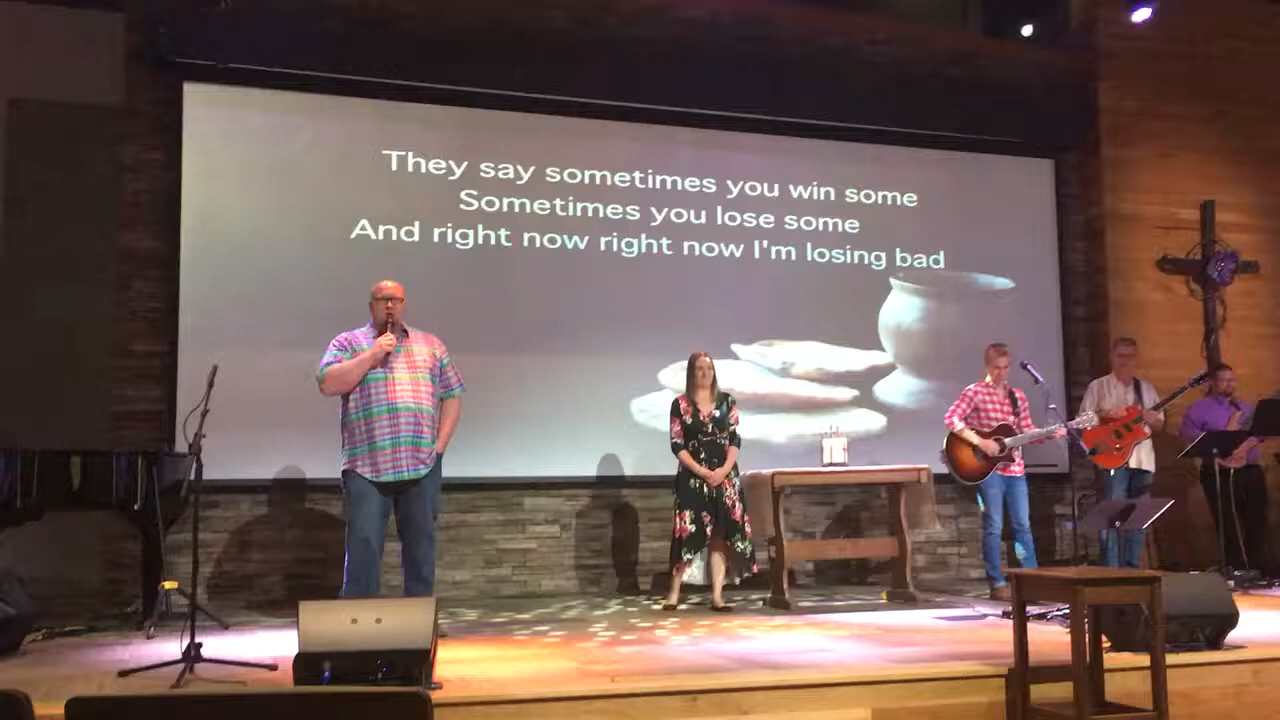 They say sometimes you win some
Sometimes you lose some
And right now right now I'm losing bad